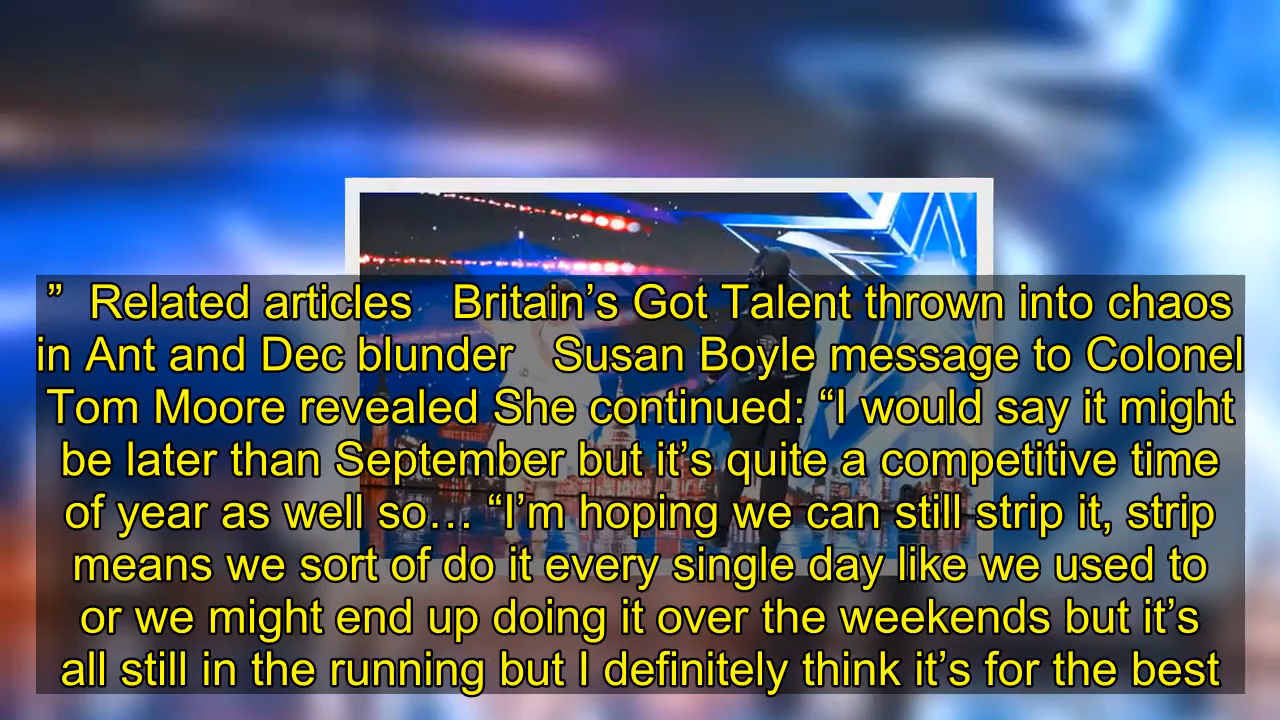 ”  Related articles   Britain’s Got Talent thrown into chaos
in Ant and Dec blunder   Susan Boyle message to Colonel
Tom Moore revealed She continued: “I would say it might
be later than September but it’s quite a competitive time
of year as well so… “I’m hoping we can still strip it, strip
means we sort of do it every single day like we used to
or we might end up doing it over the weekends but it’s
all still in the running but I definitely think it’s for the best